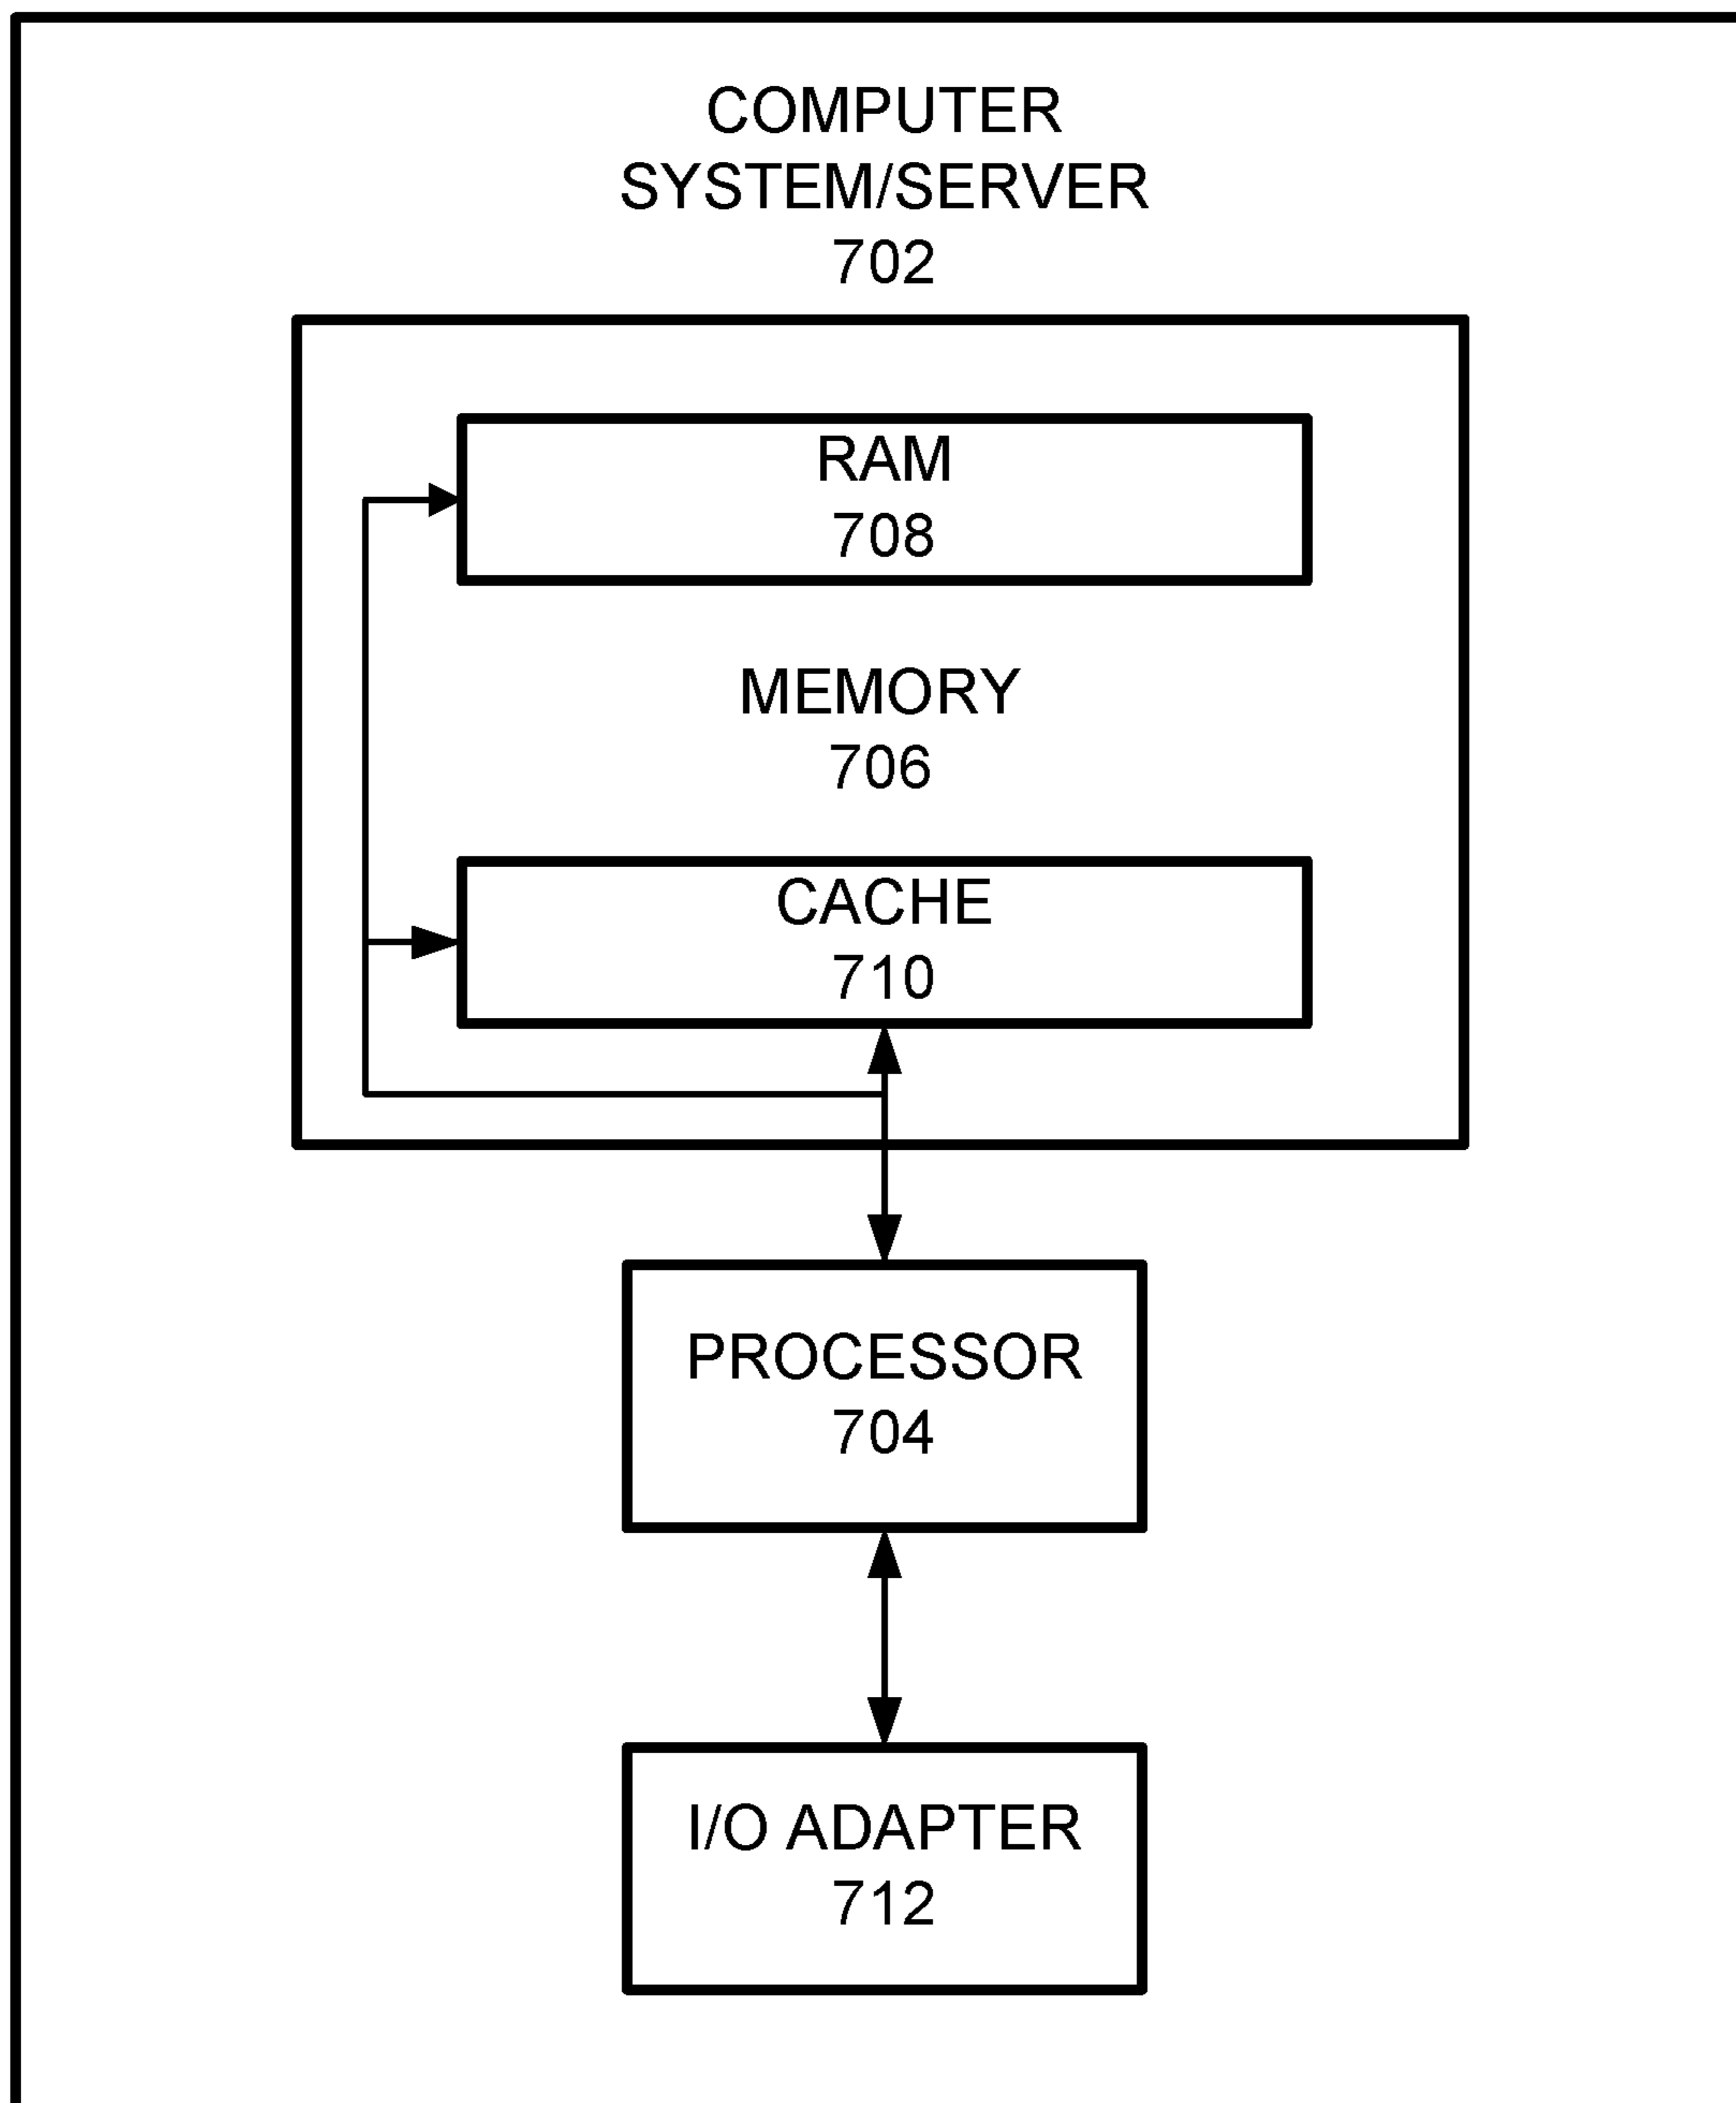 COMPUTER
SYSTEM/SERVER
702
RAM
708
MEMORY
706
CACHE
710
PROCESSOR
704
I/O ADAPTER
712